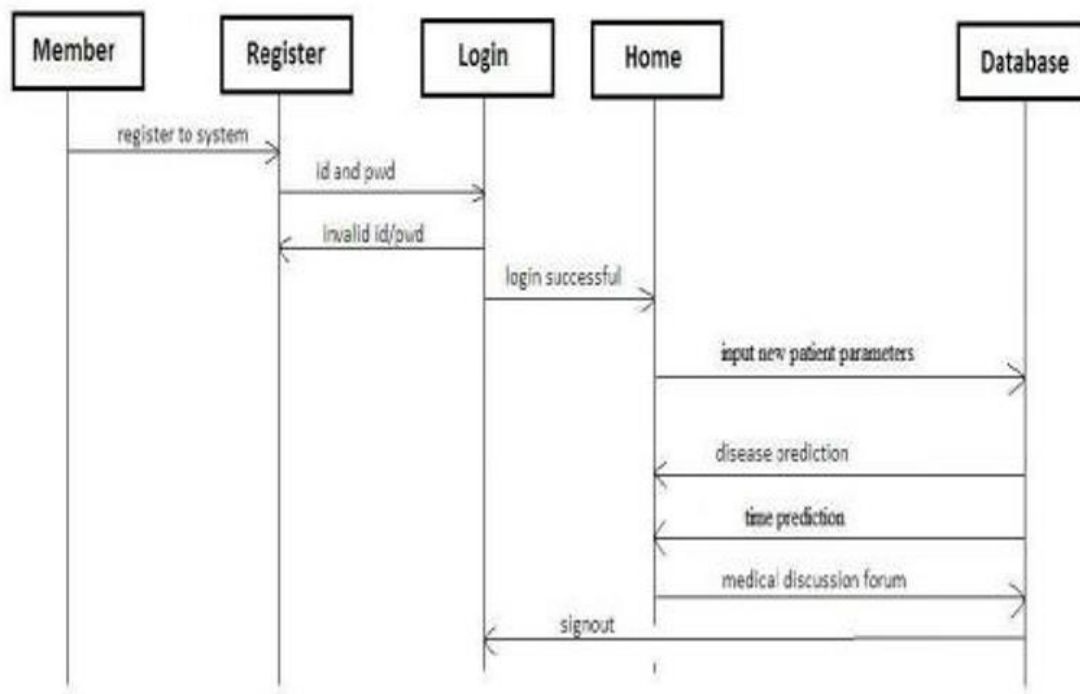 Member
Register
Login
Home
Database
register to system
id and pwd
Invalid id/pwd
login successful
input new patient parameters
disease prediction
time prediction
medical discussion forum
signout